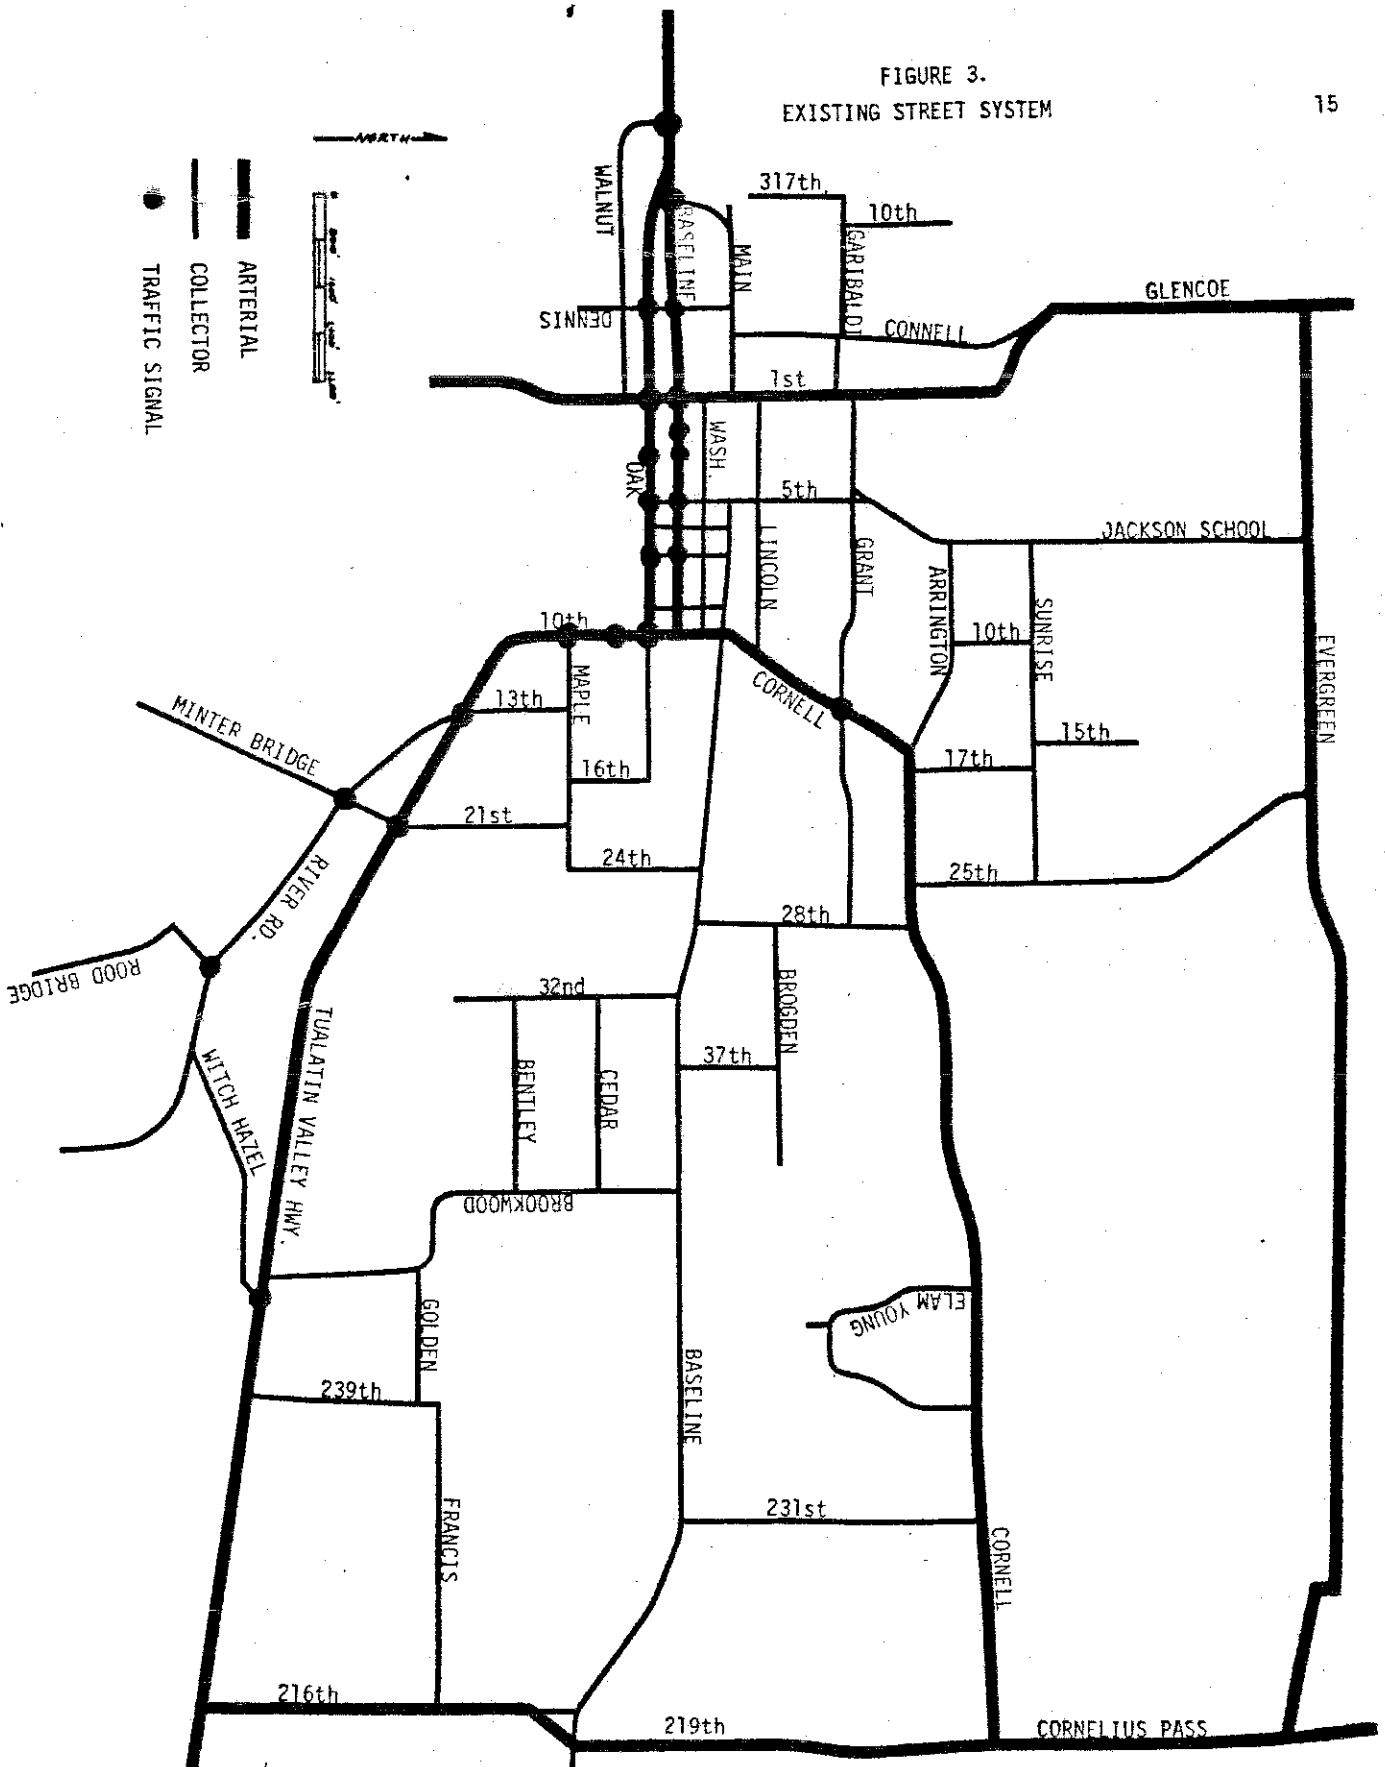 FIGURE 3.
EXISTING STREET SYSTEM
15
NORTH
ARTERIAL
COLLECTOR
TRAFFIC SIGNAL
WALNUT
BASELINE
MAIN
317th
10th
GARIBALDI
GLENCOE
DENNIS
CONNELL
1st
WASH.
OAK
5th
LINCOLN
GRANT
JACKSON SCHOOL
ARRINGTON
SUNRISE
10th
10th
EVERGREEN
MAPLE
CORNELL
13th
MINTER BRIDGE
15th
17th
16th
21st
24th
25th
RIVER RD.
28th
ROOD BRIDGE
32nd
BROGDEN
TUALATIN VALLEY HWY.
37th
WITCH HAZEL
BENTLEY
CEDAR
BROOKWOOD
ELAM YOUNG
GOLDEN
BASELINE
239th
231st
FRANCIS
CORNELL
216th
219th
CORNELIUS PASS